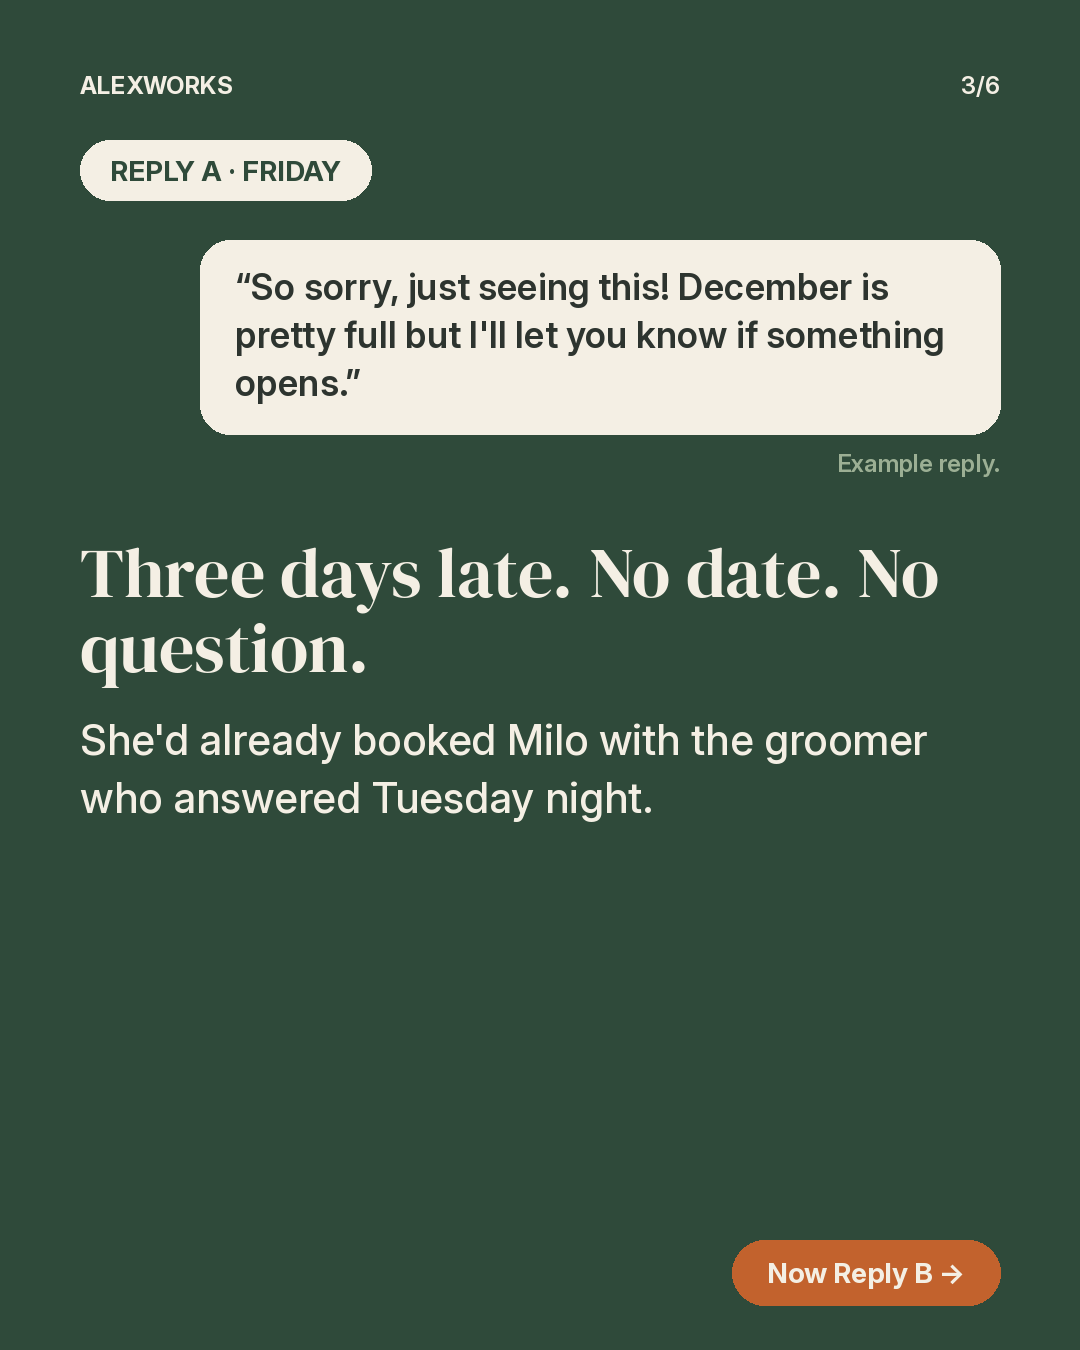 ALEXWORKS
3/6
REPLY A · FRIDAY
“So sorry, just seeing this! December is
pretty full but I'll let you know if something
opens.”
Example reply.
Three days late. No date. No
question.
She'd already booked Milo with the groomer
who answered Tuesday night.
Now Reply B →